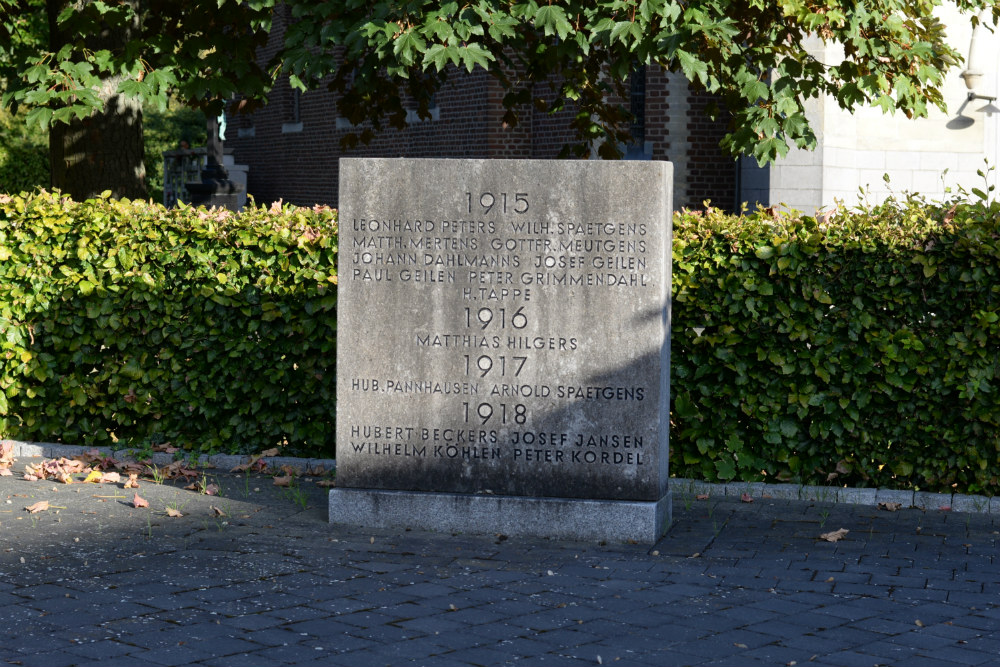 1915
LEONHARD PETERS WILH. SPAETGENS
MATTH. MERTENS GOTTFR. MEUTGENS
JOHANN DAHLMANNS JOSEF GEILEN
PAUL GEILEN PETER GRIMMENDAHL
H. TAPPE
1916
MATTHIAS HILGERS
1917
HUB. PANNHAUSEN ARNOLD SPAETGENS
1918
HUBERT BECKERS JOSEF JANSEN
WILHELM KÖHLEN PETER KORDEL